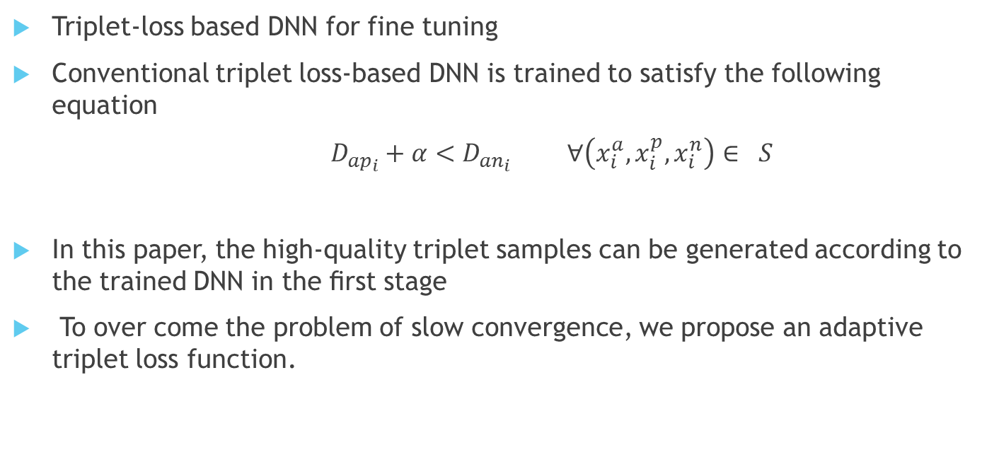 Triplet-loss based DNN for fine tuning
Conventional triplet loss-based DNN is trained to satisfy the following
equation
$D_{ap_i} + \alpha < D_{an_i} \qquad \forall (x_i^a, x_i^p, x_i^n) \in S$
In this paper, the high-quality triplet samples can be generated according to
the trained DNN in the first stage
To over come the problem of slow convergence, we propose an adaptive
triplet loss function.